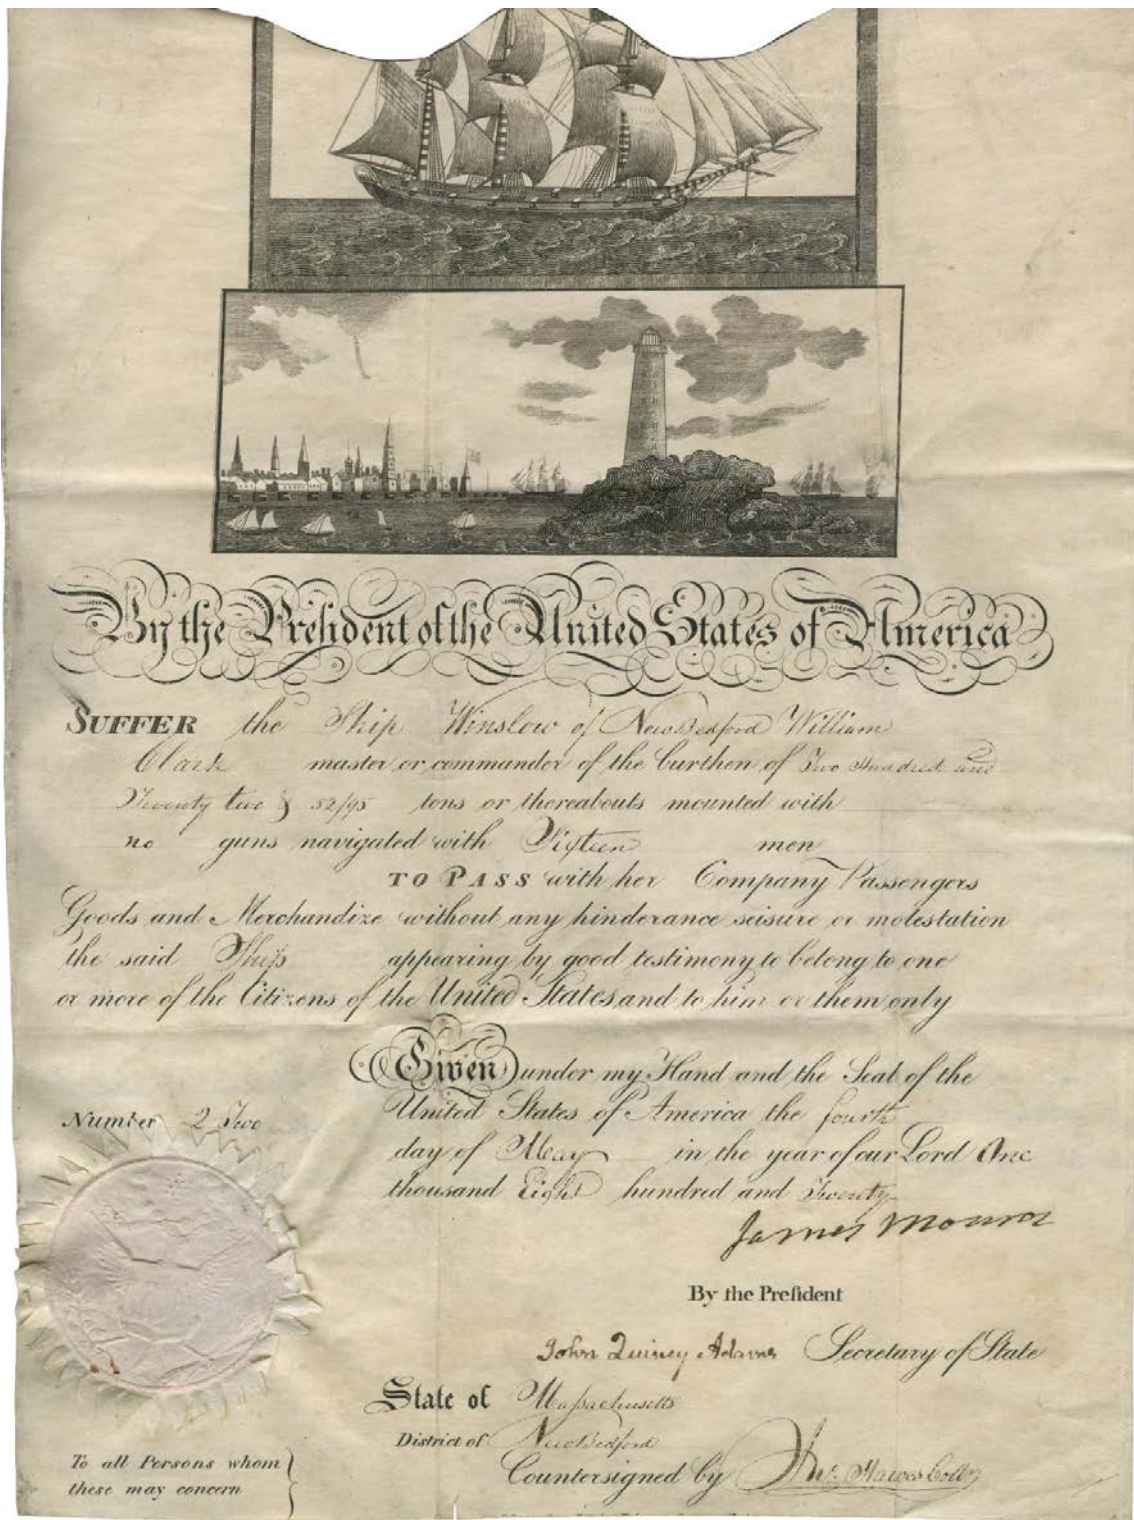 By the President of the United States of America
SUFFER the Ship Winslow of New Bedford William
Clark master or commander of the burthen of Two Hundred and
Twenty two & 52/95 tons or thereabouts mounted with
no guns navigated with Fifteen men
TO PASS with her Company Passengers
Goods and Merchandize without any hinderance seisure or molestation
the said Ship appearing by good testimony to belong to one
or more of the Citizens of the United States and to him or them only
Given under my Hand and the Seal of the
United States of America the fourth
Number 2 Two
day of May in the year of our Lord One
thousand Eight hundred and Twenty
James Monroe
By the President
John Quincy Adams Secretary of State
State of Massachusetts
District of New Bedford
Countersigned by Jno. Hawes Collr
To all Persons whom
these may concern